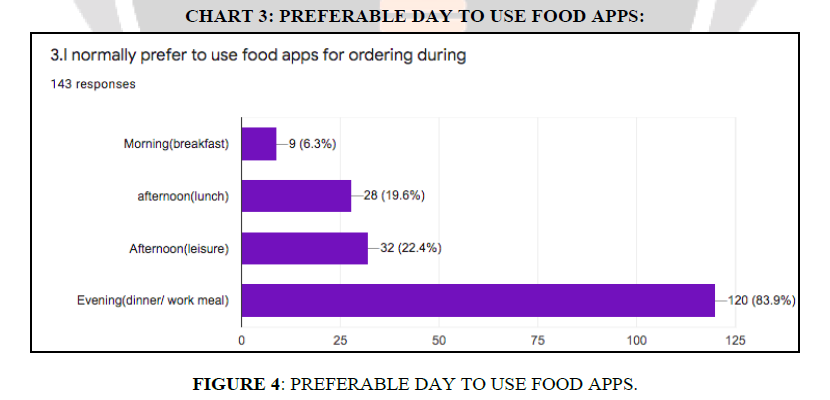 CHART 3: PREFERABLE DAY TO USE FOOD APPS:
3.I normally prefer to use food apps for ordering during
143 responses
Morning(breakfast) 9 (6.3%)
afternoon(lunch) 28 (19.6%)
Afternoon(leisure) 32 (22.4%)
Evening(dinner/ work meal) 120 (83.9%)
0 25 50 75 100 125
FIGURE 4: PREFERABLE DAY TO USE FOOD APPS.